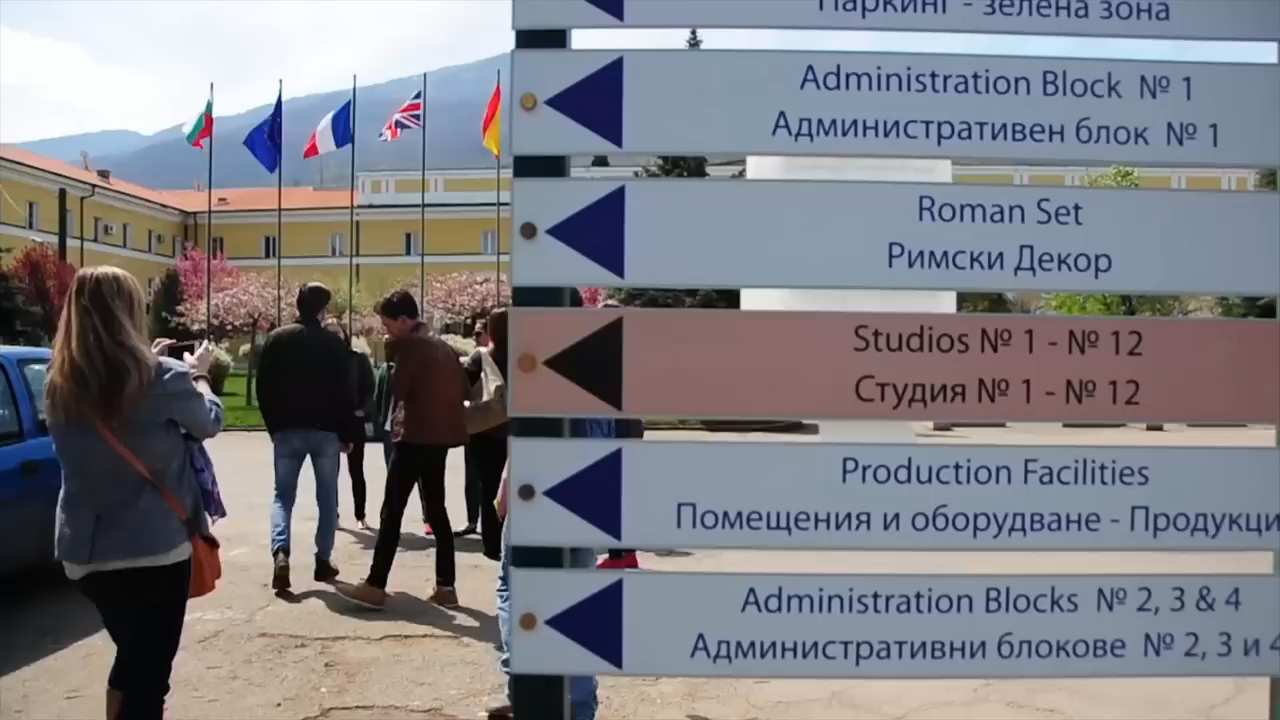 Паркинг - зелена зона
Administration Block № 1
Административен блок № 1
Roman Set
Римски Декор
Studios № 1 - № 12
Студия № 1 - № 12
Production Facilities
Помещения и оборудване - Продукци
Administration Blocks № 2, 3 & 4
Административни блокове № 2, 3 и 4